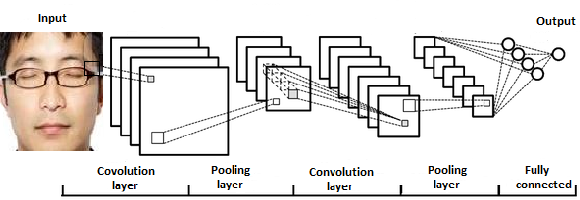 Input
Output
Covolution
layer
Pooling
layer
Convolution
layer
Pooling
layer
Fully
connected